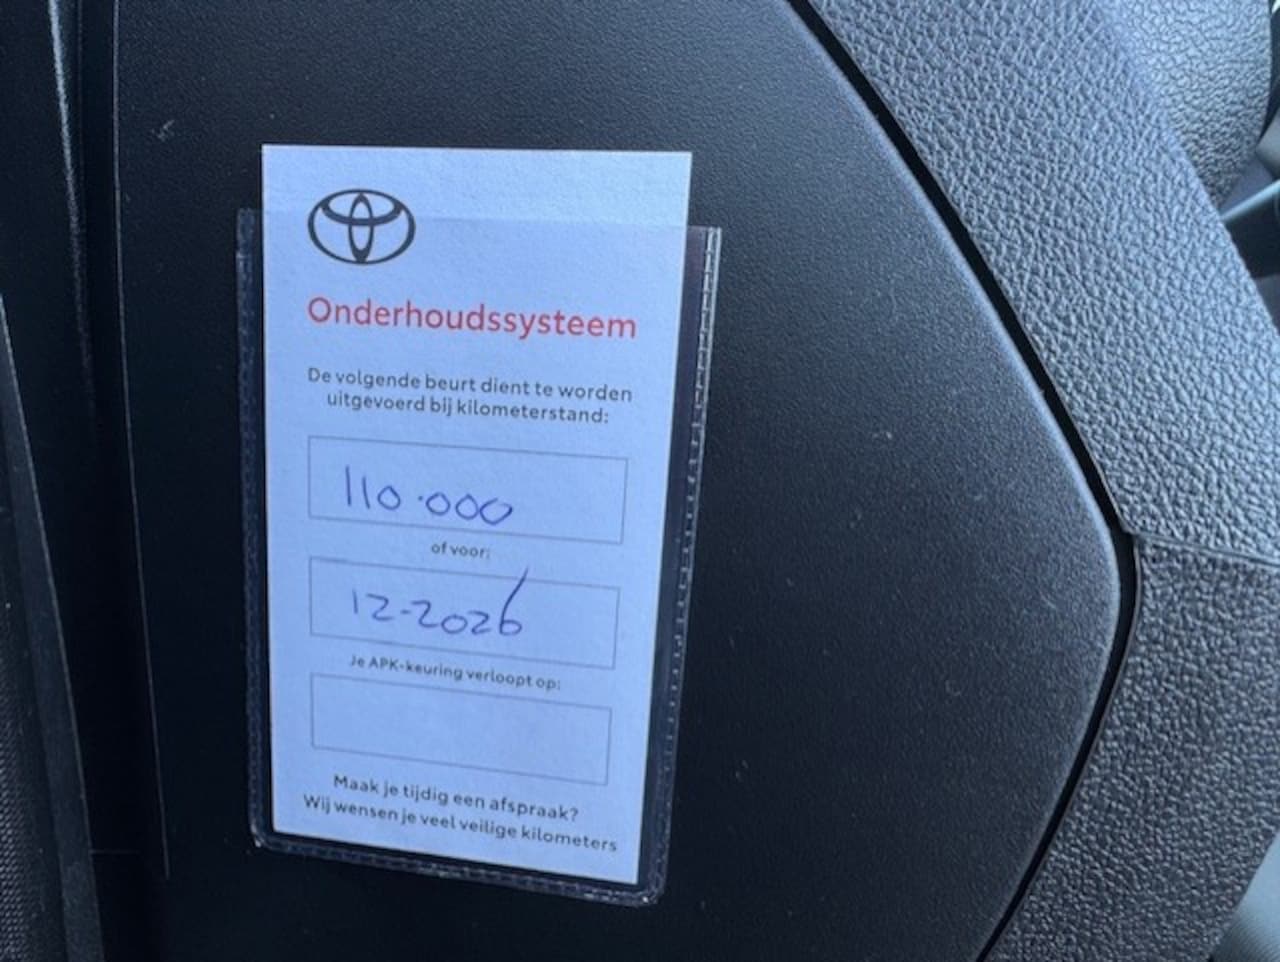 Onderhoudssysteem
De volgende beurt dient te worden
uitgevoerd bij kilometerstand:
110.000
of voor:
12-2026
Je APK-keuring verloopt op:
Maak je tijdig een afspraak?
Wij wensen je veel veilige kilometers